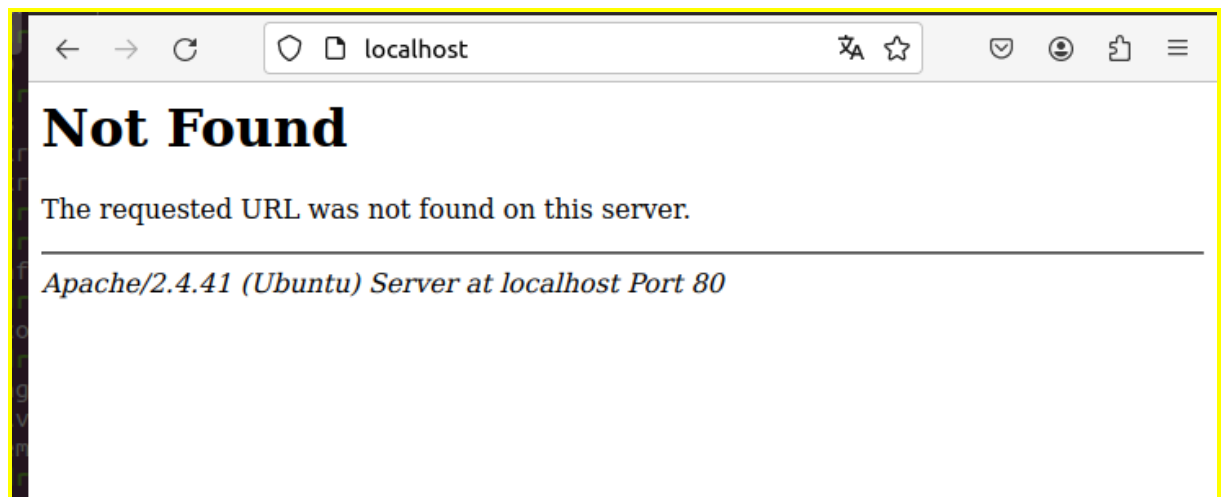 localhost
Not Found
The requested URL was not found on this server.
Apache/2.4.41 (Ubuntu) Server at localhost Port 80